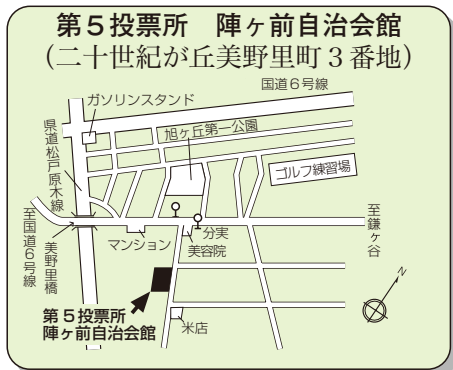 第５投票所　陣ヶ前自治会館
（二十世紀が丘美野里町３番地）
国道６号線
ガソリンスタンド
県道松戸原木線
旭ヶ丘第一公園
ゴルフ練習場
至国道６号線
美野里橋
マンション
分実
美容院
至鎌ヶ谷
N
第５投票所
陣ヶ前自治会館
米店